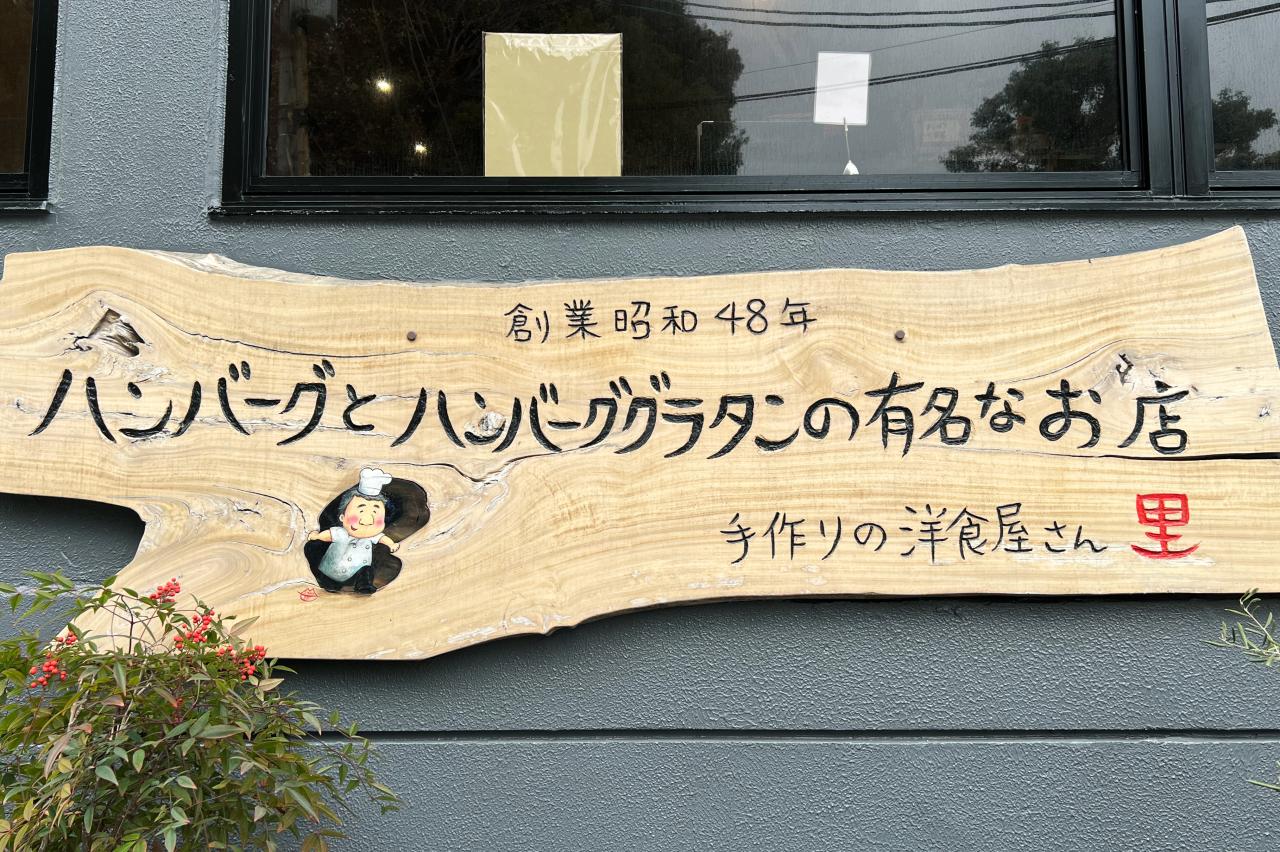 創業昭和48年
ハンバーグとハンバーググラタンの有名なお店
手作りの洋食屋さん 里